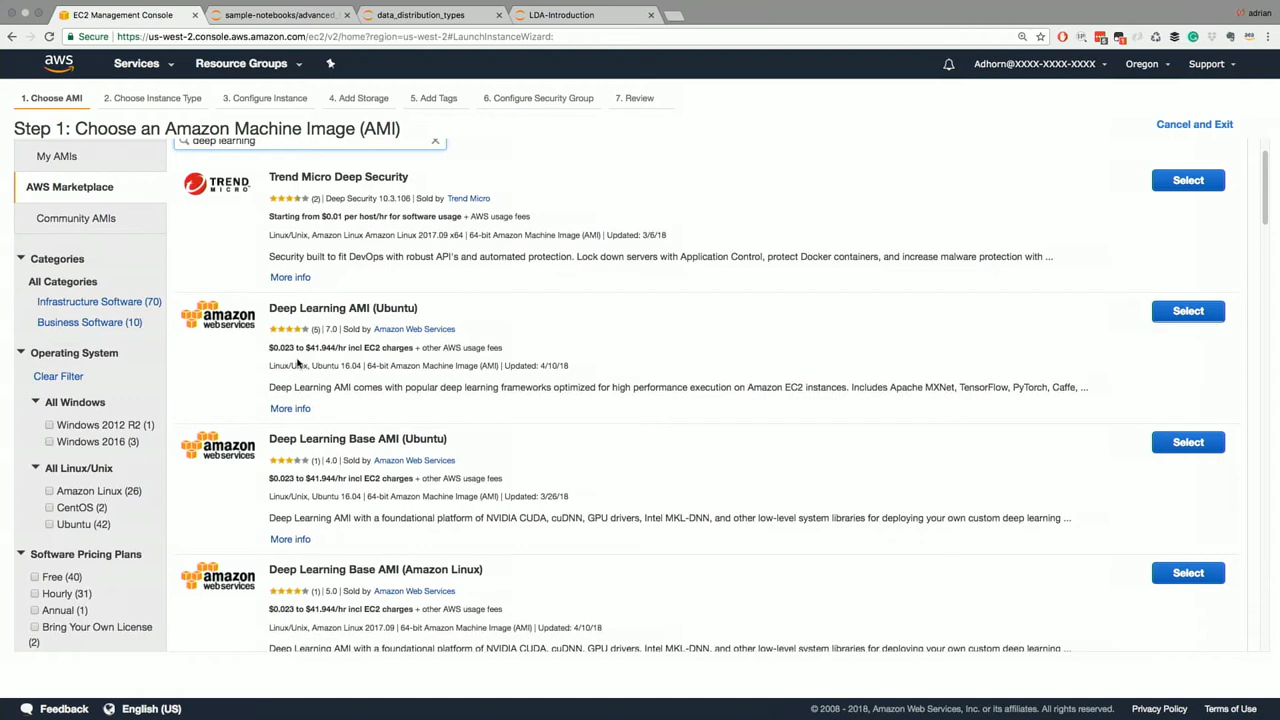 EC2 Management Console
sample-notebooks/advanced_
data_distribution_types
LDA-Introduction
adrian
Secure
https://us-west-2.console.aws.amazon.com/ec2/v2/home?region=us-west-2#LaunchInstanceWizard:
aws
Services
Resource Groups
Adhorn@XXXX-XXXX-XXXX
Oregon
Support
1. Choose AMI
2. Choose Instance Type
3. Configure Instance
4. Add Storage
5. Add Tags
6. Configure Security Group
7. Review
Step 1: Choose an Amazon Machine Image (AMI)
Cancel and Exit
deep learning
My AMIs
AWS Marketplace
Community AMIs
Categories
All Categories
Infrastructure Software (70)
Business Software (10)
Operating System
Clear Filter
All Windows
Windows 2012 R2 (1)
Windows 2016 (3)
All Linux/Unix
Amazon Linux (26)
CentOS (2)
Ubuntu (42)
Software Pricing Plans
Free (40)
Hourly (31)
Annual (1)
Bring Your Own License
(2)
TREND
MICRO
Trend Micro Deep Security
(2) | Deep Security 10.3.106 | Sold by Trend Micro
Starting from $0.01 per host/hr for software usage + AWS usage fees
Linux/Unix, Amazon Linux Amazon Linux 2017.09 x64 | 64-bit Amazon Machine Image (AMI) | Updated: 3/6/18
Security built to fit DevOps with robust API's and automated protection. Lock down servers with Application Control, protect Docker containers, and increase malware protection with ...
More info
Select
amazon
webservices
Deep Learning AMI (Ubuntu)
(5) | 7.0 | Sold by Amazon Web Services
$0.023 to $41.944/hr incl EC2 charges + other AWS usage fees
Linux/Unix, Ubuntu 16.04 | 64-bit Amazon Machine Image (AMI) | Updated: 4/10/18
Deep Learning AMI comes with popular deep learning frameworks optimized for high performance execution on Amazon EC2 instances. Includes Apache MXNet, TensorFlow, PyTorch, Caffe, ...
More info
Select
amazon
webservices
Deep Learning Base AMI (Ubuntu)
(1) | 4.0 | Sold by Amazon Web Services
$0.023 to $41.944/hr incl EC2 charges + other AWS usage fees
Linux/Unix, Ubuntu 16.04 | 64-bit Amazon Machine Image (AMI) | Updated: 3/26/18
Deep Learning AMI with a foundational platform of NVIDIA CUDA, cuDNN, GPU drivers, Intel MKL-DNN, and other low-level system libraries for deploying your own custom deep learning ...
More info
Select
amazon
webservices
Deep Learning Base AMI (Amazon Linux)
(1) | 5.0 | Sold by Amazon Web Services
$0.023 to $41.944/hr incl EC2 charges + other AWS usage fees
Linux/Unix, Amazon Linux 2017.09 | 64-bit Amazon Machine Image (AMI) | Updated: 4/10/18
Deep Learning AMI with a foundational platform of NVIDIA CUDA, cuDNN, GPU drivers, Intel MKL-DNN, and other low-level system libraries for deploying your own custom deep learning ...
Select
Feedback
English (US)
© 2008 - 2018, Amazon Web Services, Inc. or its affiliates. All rights reserved.
Privacy Policy
Terms of Use